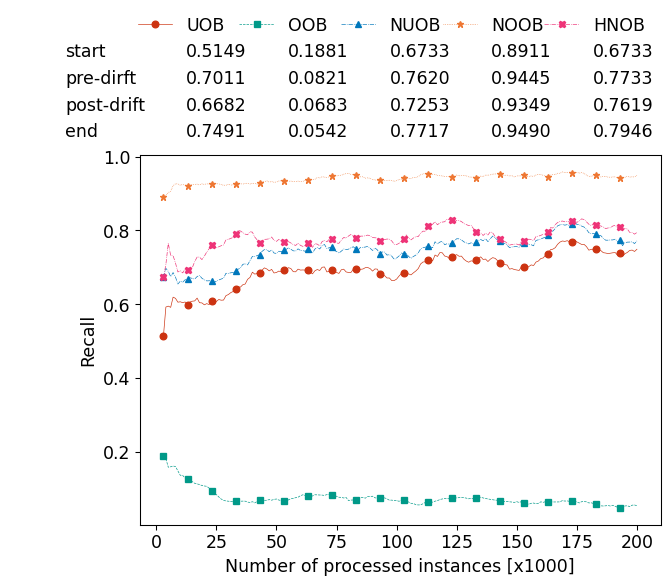 UOB OOB NUOB NOOB HNOB
start 0.5149 0.1881 0.6733 0.8911 0.6733
pre-dirft 0.7011 0.0821 0.7620 0.9445 0.7733
post-drift 0.6682 0.0683 0.7253 0.9349 0.7619
end 0.7491 0.0542 0.7717 0.9490 0.7946
1.0
0.8
0.6
0.4
0.2
Recall
0 25 50 75 100 125 150 175 200
Number of processed instances [x1000]